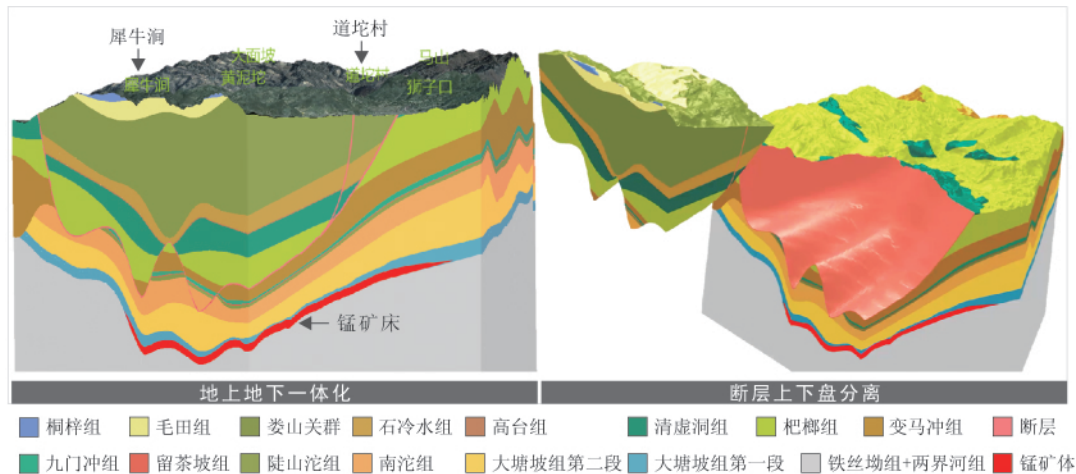 犀牛涧
道坨村
大面坡
马山
犀牛涧
黄泥挖
道坨村
狮子口
锰矿床
地上地下一体化
断层上下盘分离
桐梓组 毛田组 娄山关群 石冷水组 高台组 清虚洞组 杷榔组 变马冲组 断层
九门冲组 留茶坡组 陡山沱组 南沱组 大塘坡组第二段 大塘坡组第一段 铁丝坳组+两界河组 锰矿体